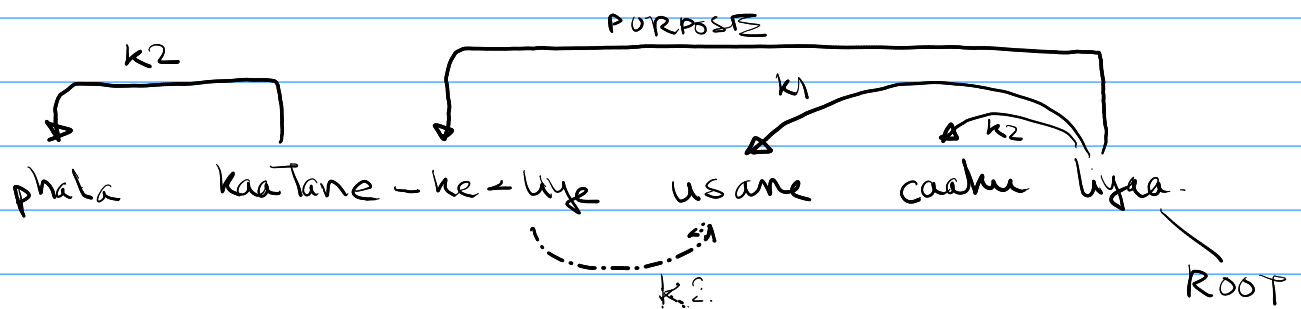 PURPOSE
k2
k1
k2
phala kaaTane-ke-liye usane caaku liyaa.
k2.
ROOT